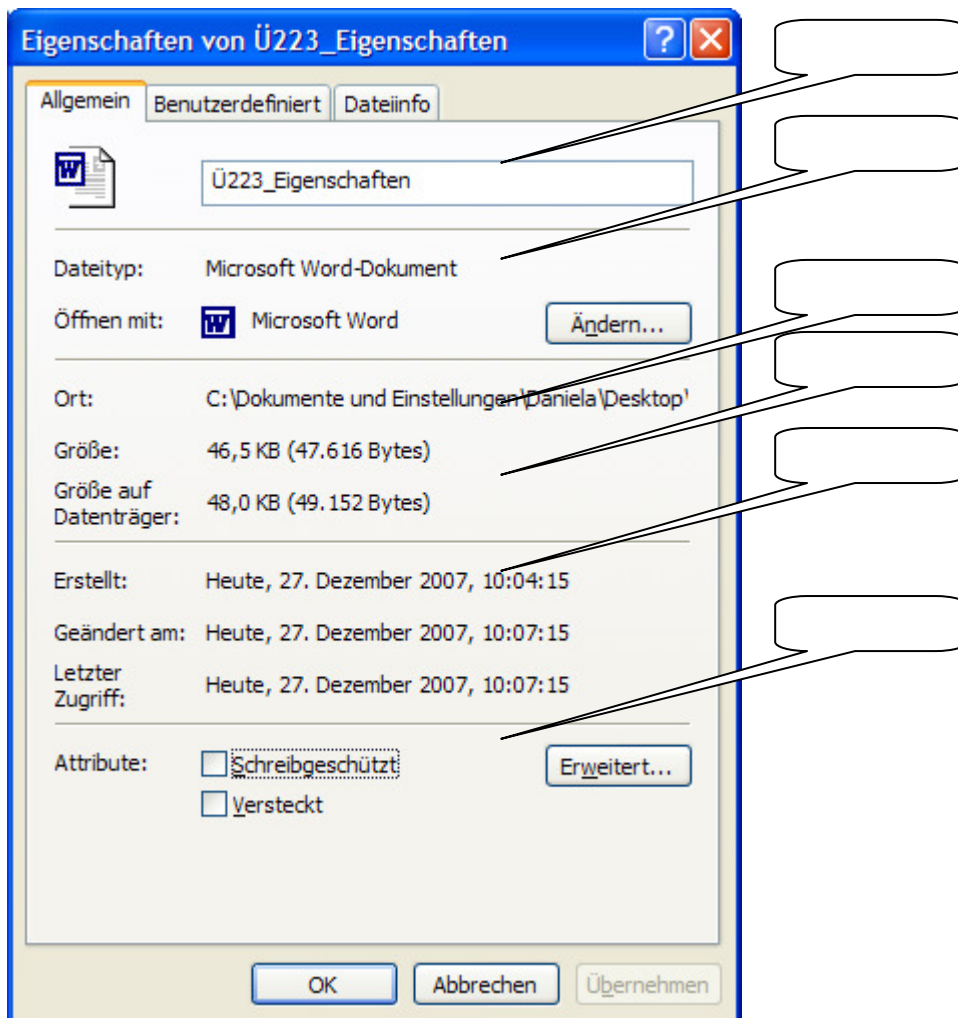 Eigenschaften von Ü223_Eigenschaften
Allgemein Benutzerdefiniert Dateiinfo
Ü223_Eigenschaften
Dateityp: Microsoft Word-Dokument
Öffnen mit: Microsoft Word Ändern...
Ort: C:\Dokumente und Einstellungen\Daniela\Desktop\
Größe: 46,5 KB (47.616 Bytes)
Größe auf
Datenträger: 48,0 KB (49.152 Bytes)
Erstellt: Heute, 27. Dezember 2007, 10:04:15
Geändert am: Heute, 27. Dezember 2007, 10:07:15
Letzter
Zugriff: Heute, 27. Dezember 2007, 10:07:15
Attribute: Schreibgeschützt Erweitert...
Versteckt
OK Abbrechen Übernehmen